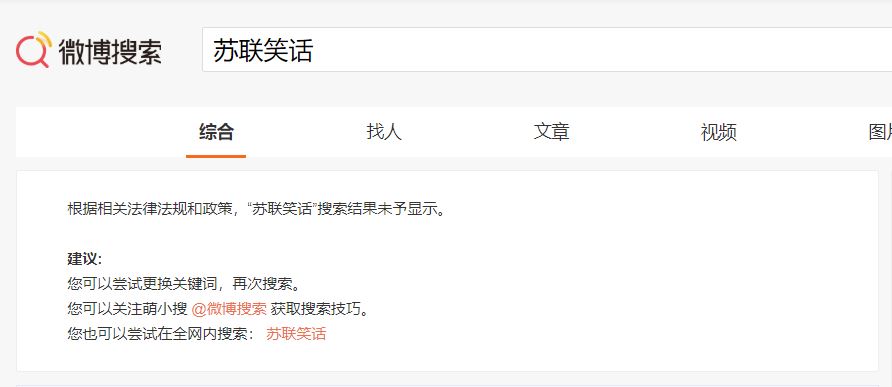 微博搜索
苏联笑话
综合 找人 文章 视频
根据相关法律法规和政策，“苏联笑话”搜索结果未予显示。
建议:
您可以尝试更换关键词，再次搜索。
您可以关注萌小搜 @微博搜索 获取搜索技巧。
您也可以尝试在全网内搜索： 苏联笑话